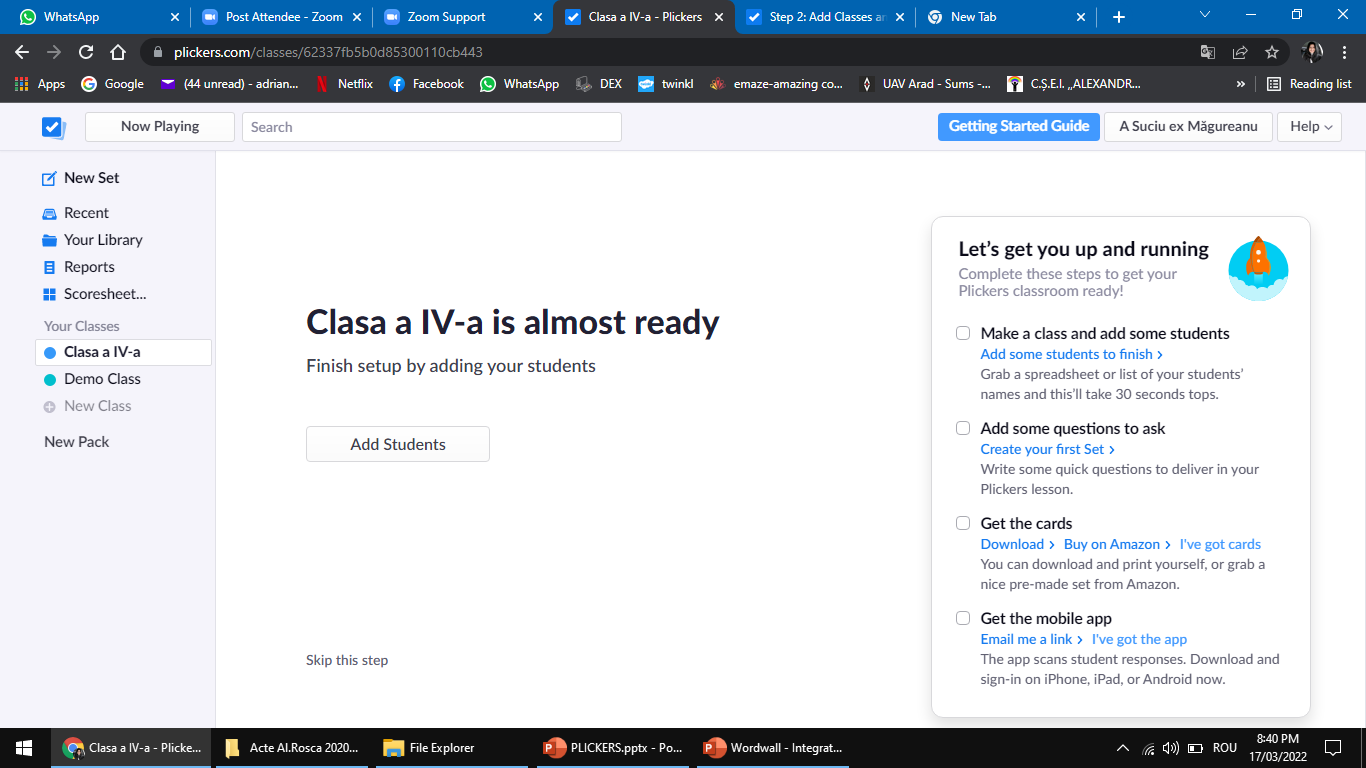 WhatsApp
Post Attendee - Zoom
Zoom Support
Clasa a IV-a - Plickers
Step 2: Add Classes an
New Tab
plickers.com/classes/62337fb5b0d85300110cb443
Apps
Google
(44 unread) - adrian...
Netflix
Facebook
WhatsApp
DEX
twinkl
emaze-amazing co...
UAV Arad - Sums -...
C.Ș.E.I. „ALEXANDR...
»
Reading list
Now Playing
Search
Getting Started Guide
A Suciu ex Măgureanu
Help
New Set
Recent
Your Library
Reports
Scoresheet...
Your Classes
Clasa a IV-a
Demo Class
New Class
New Pack
Clasa a IV-a is almost ready
Finish setup by adding your students
Add Students
Skip this step
Let’s get you up and running
Complete these steps to get your
Plickers classroom ready!
Make a class and add some students
Add some students to finish ›
Grab a spreadsheet or list of your students’
names and this’ll take 30 seconds tops.
Add some questions to ask
Create your first Set ›
Write some quick questions to deliver in your
Plickers lesson.
Get the cards
Download › Buy on Amazon › I've got cards
You can download and print yourself, or grab a
nice pre-made set from Amazon.
Get the mobile app
Email me a link › I've got the app
The app scans student responses. Download and
sign-in on iPhone, iPad, or Android now.
Clasa a IV-a - Plicke...
Acte Al.Rosca 2020...
File Explorer
PLICKERS.pptx - Po...
Wordwall - Integrat...
ROU
8:40 PM
17/03/2022